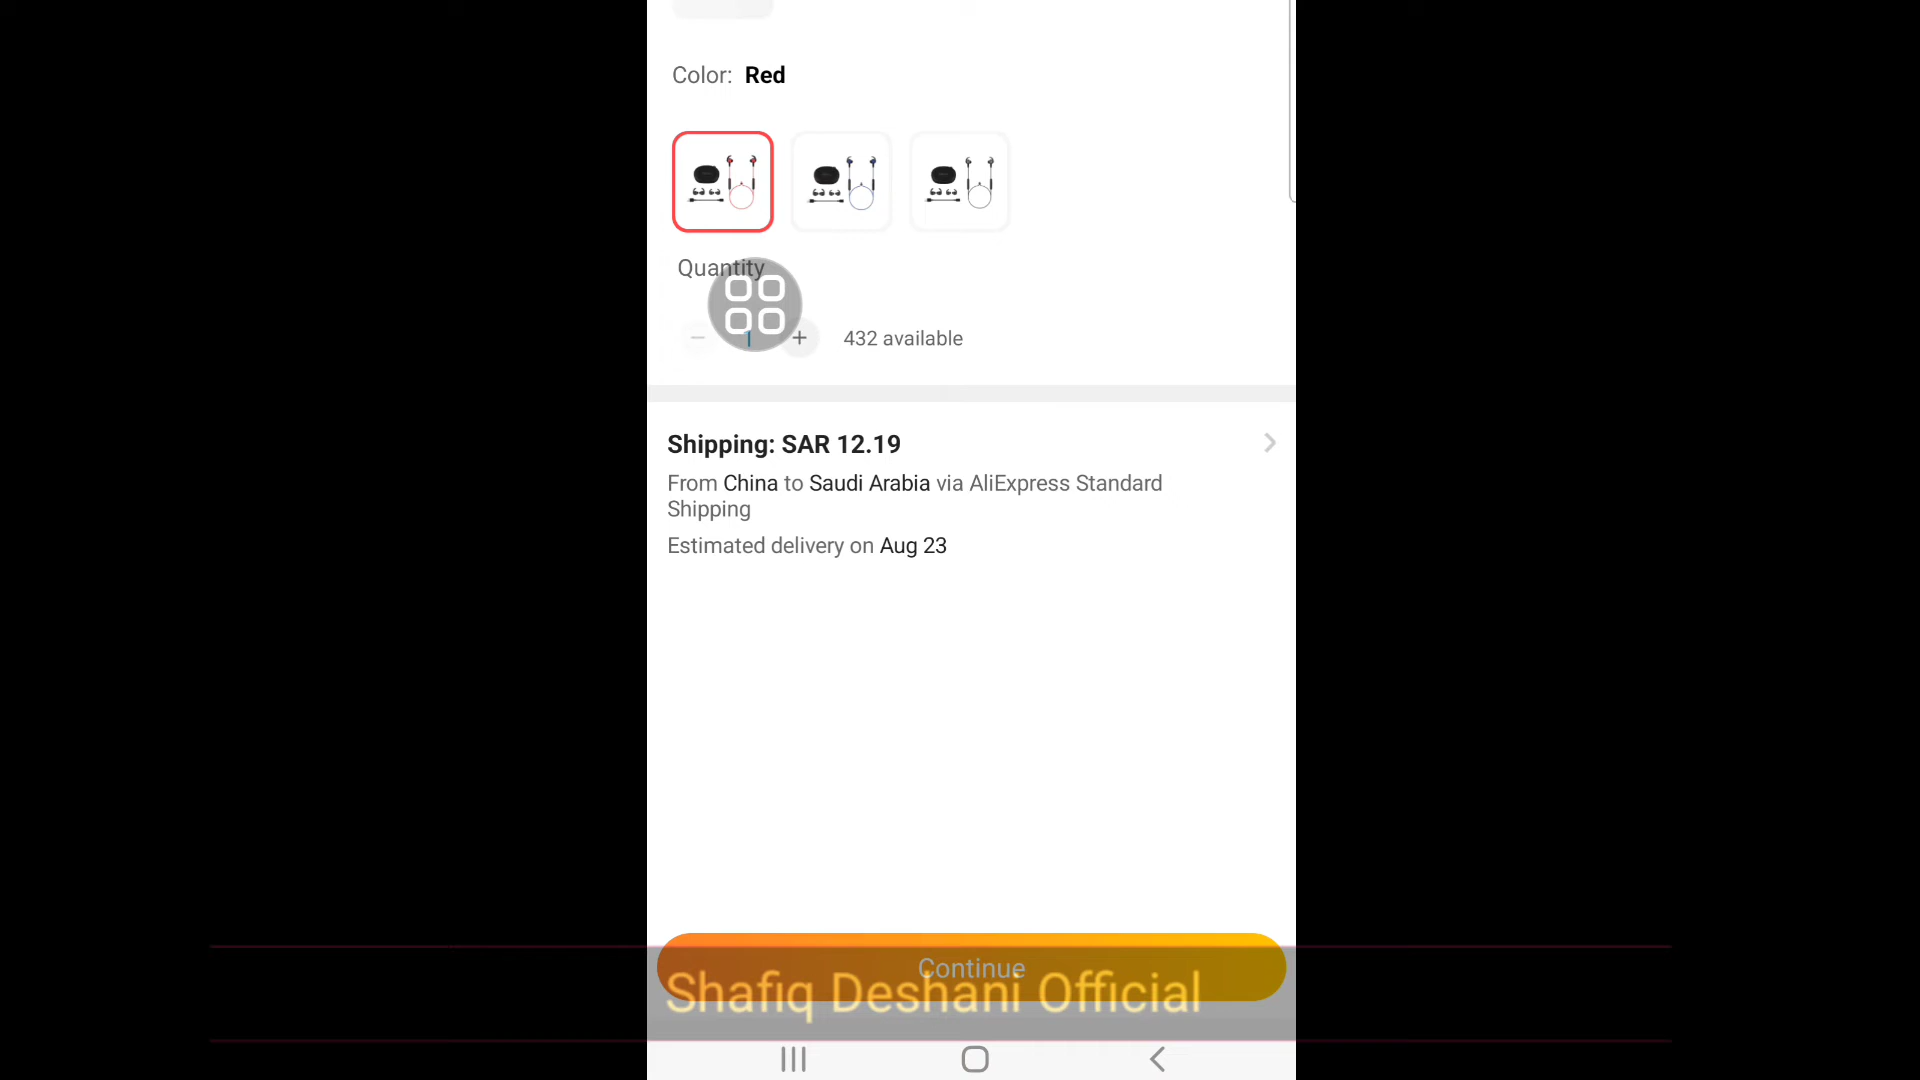 Color: Red
Quantity
1
432 available
Shipping: SAR 12.19
From China to Saudi Arabia via AliExpress Standard
Shipping
Estimated delivery on Aug 23
Continue
Shafiq Deshani Official